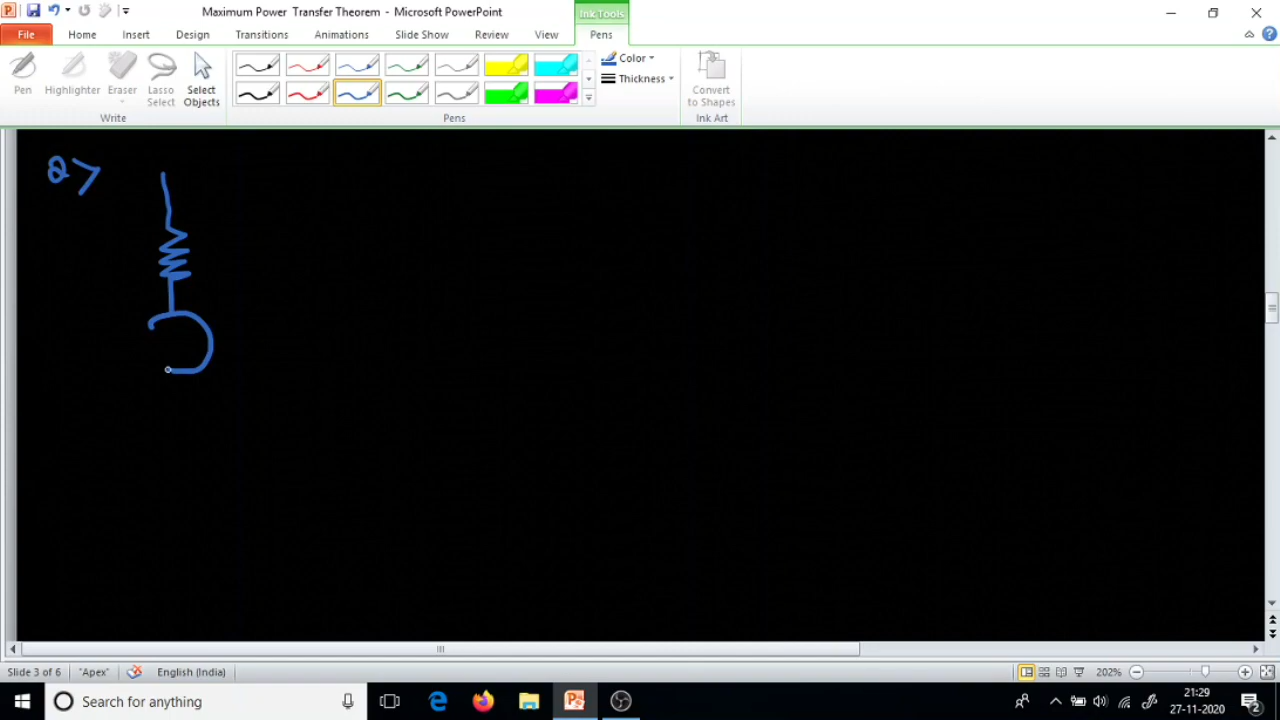 Maximum Power Transfer Theorem - Microsoft PowerPoint
Ink Tools
File Home Insert Design Transitions Animations Slide Show Review View Pens
Pen Highlighter Eraser Lasso Select Select Objects
Color
Thickness
Convert to Shapes
Write Pens Ink Art
Slide 3 of 6 "Apex" English (India) 202%
Search for anything
21:29
27-11-2020
2